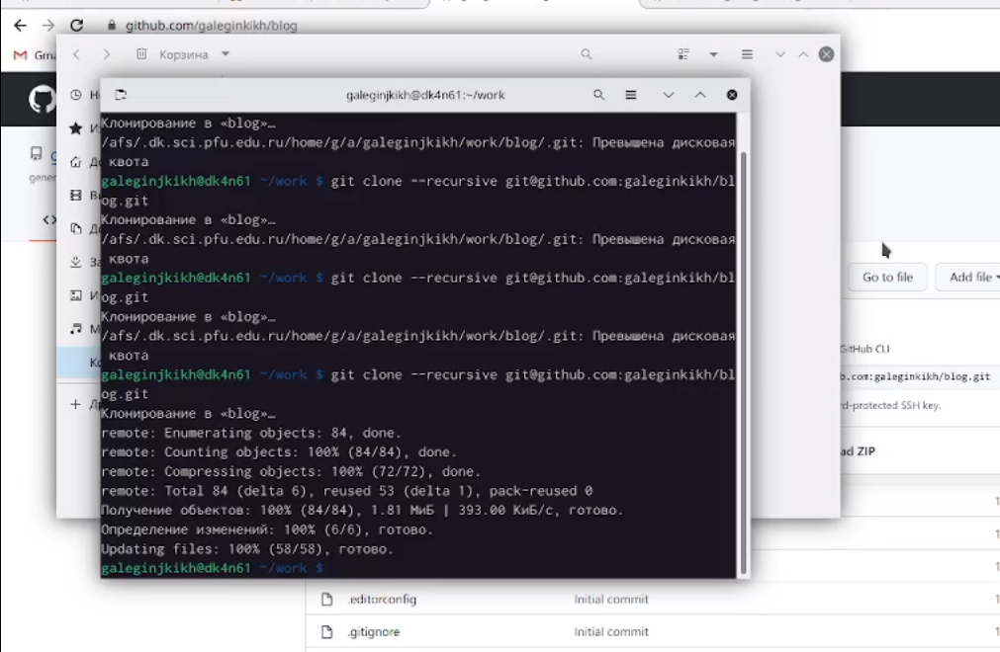 github.com/galeginkikh/blog
Корзина
galeginjkikh@dk4n61:~/work
Клонирование в «blog»…
/afs/.dk.sci.pfu.edu.ru/home/g/a/galeginjkikh/work/blog/.git: Превышена дисковая
квота
galeginjkikh@dk4n61 ~/work $ git clone --recursive git@github.com:galeginkikh/bl
og.git
Клонирование в «blog»…
/afs/.dk.sci.pfu.edu.ru/home/g/a/galeginjkikh/work/blog/.git: Превышена дисковая
квота
galeginjkikh@dk4n61 ~/work $ git clone --recursive git@github.com:galeginkikh/bl
og.git
Клонирование в «blog»…
/afs/.dk.sci.pfu.edu.ru/home/g/a/galeginjkikh/work/blog/.git: Превышена дисковая
квота
galeginjkikh@dk4n61 ~/work $ git clone --recursive git@github.com:galeginkikh/bl
og.git
Клонирование в «blog»…
remote: Enumerating objects: 84, done.
remote: Counting objects: 100% (84/84), done.
remote: Compressing objects: 100% (72/72), done.
remote: Total 84 (delta 6), reused 53 (delta 1), pack-reused 0
Получение объектов: 100% (84/84), 1.81 МиБ | 393.00 КиБ/с, готово.
Определение изменений: 100% (6/6), готово.
Updating files: 100% (58/58), готово.
galeginjkikh@dk4n61 ~/work $
Go to file
Add file
GitHub CLI
b.com:galeginkikh/blog.git
rd-protected SSH key.
ad ZIP
.editorconfig Initial commit
.gitignore Initial commit